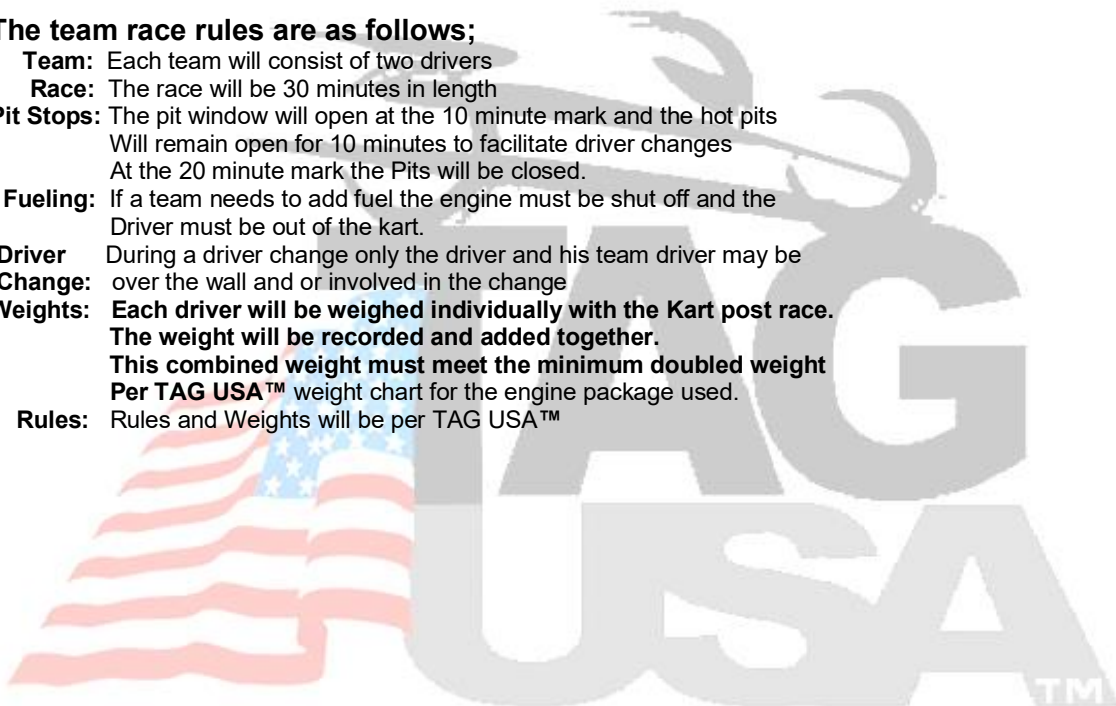 The team race rules are as follows;
Team: Each team will consist of two drivers
Race: The race will be 30 minutes in length
Pit Stops: The pit window will open at the 10 minute mark and the hot pits
Will remain open for 10 minutes to facilitate driver changes
At the 20 minute mark the Pits will be closed.
Fueling: If a team needs to add fuel the engine must be shut off and the
Driver must be out of the kart.
Driver During a driver change only the driver and his team driver may be
Change: over the wall and or involved in the change
Weights: Each driver will be weighed individually with the Kart post race.
The weight will be recorded and added together.
This combined weight must meet the minimum doubled weight
Per TAG USA™ weight chart for the engine package used.
Rules: Rules and Weights will be per TAG USA™
TAG
USA™